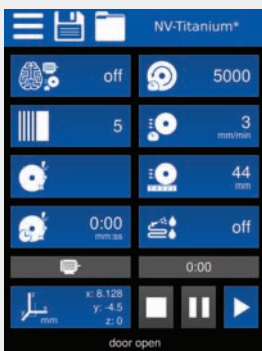 NV-Titanium*
off
5000
5
3
mm/min
44
mm
0:00
mm:ss
off
0:00
x: 8.128
y: -4.5
z: 0
mm
door open